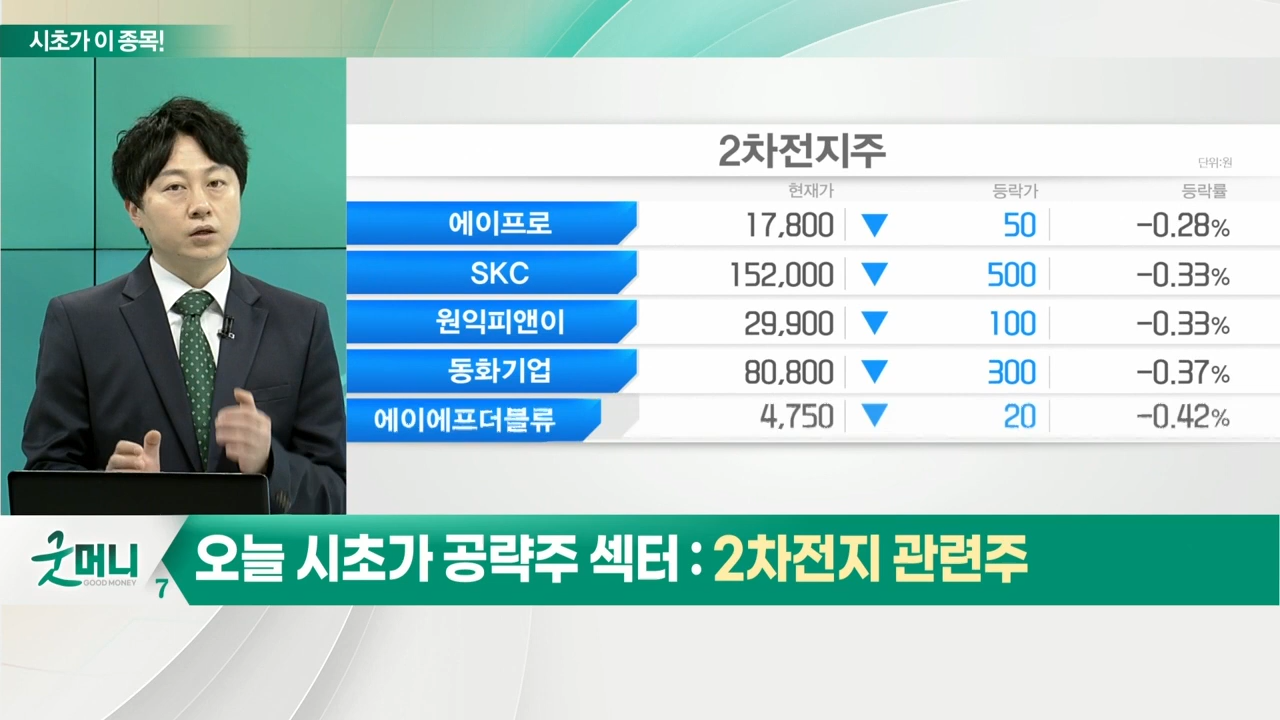 시초가 이 종목!
2차전지주
단위:원
현재가 등락가 등락률
에이프로 17,800 ▼ 50 -0.28%
SKC 152,000 ▼ 500 -0.33%
원익피앤이 29,900 ▼ 100 -0.33%
동화기업 80,800 ▼ 300 -0.37%
에이에프더블류 4,750 ▼ 20 -0.42%
굿머니
GOOD MONEY
7
오늘 시초가 공략주 섹터 : 2차전지 관련주